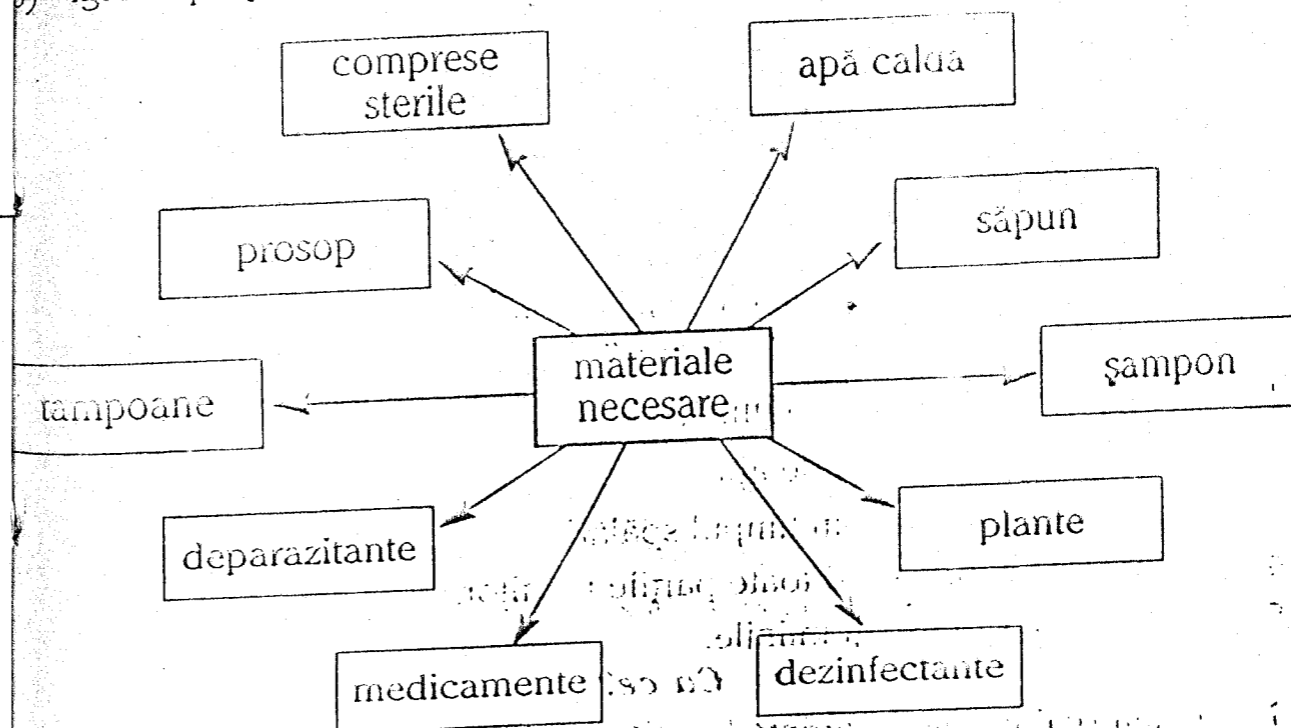 comprese
sterile
apă caldă
prosop
săpun
materiale
necesare
şampon
tampoane
deparazitante
plante
medicamente
dezinfectante